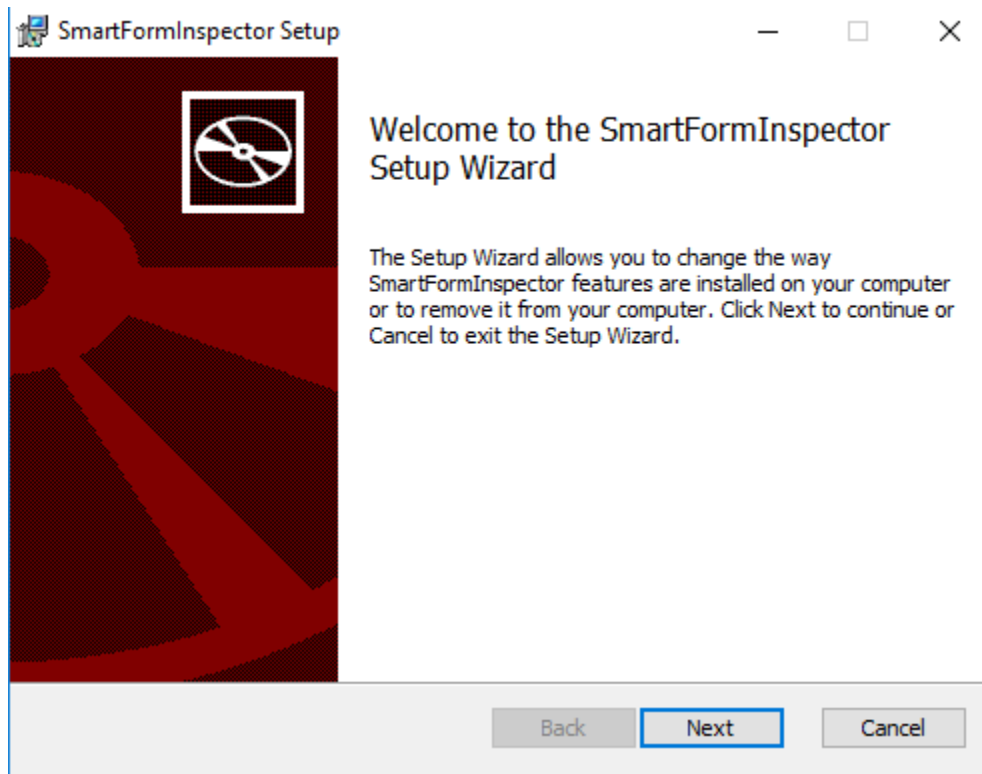 SmartFormInspector Setup
Welcome to the SmartFormInspector
Setup Wizard
The Setup Wizard allows you to change the way
SmartFormInspector features are installed on your computer
or to remove it from your computer. Click Next to continue or
Cancel to exit the Setup Wizard.
Back Next Cancel